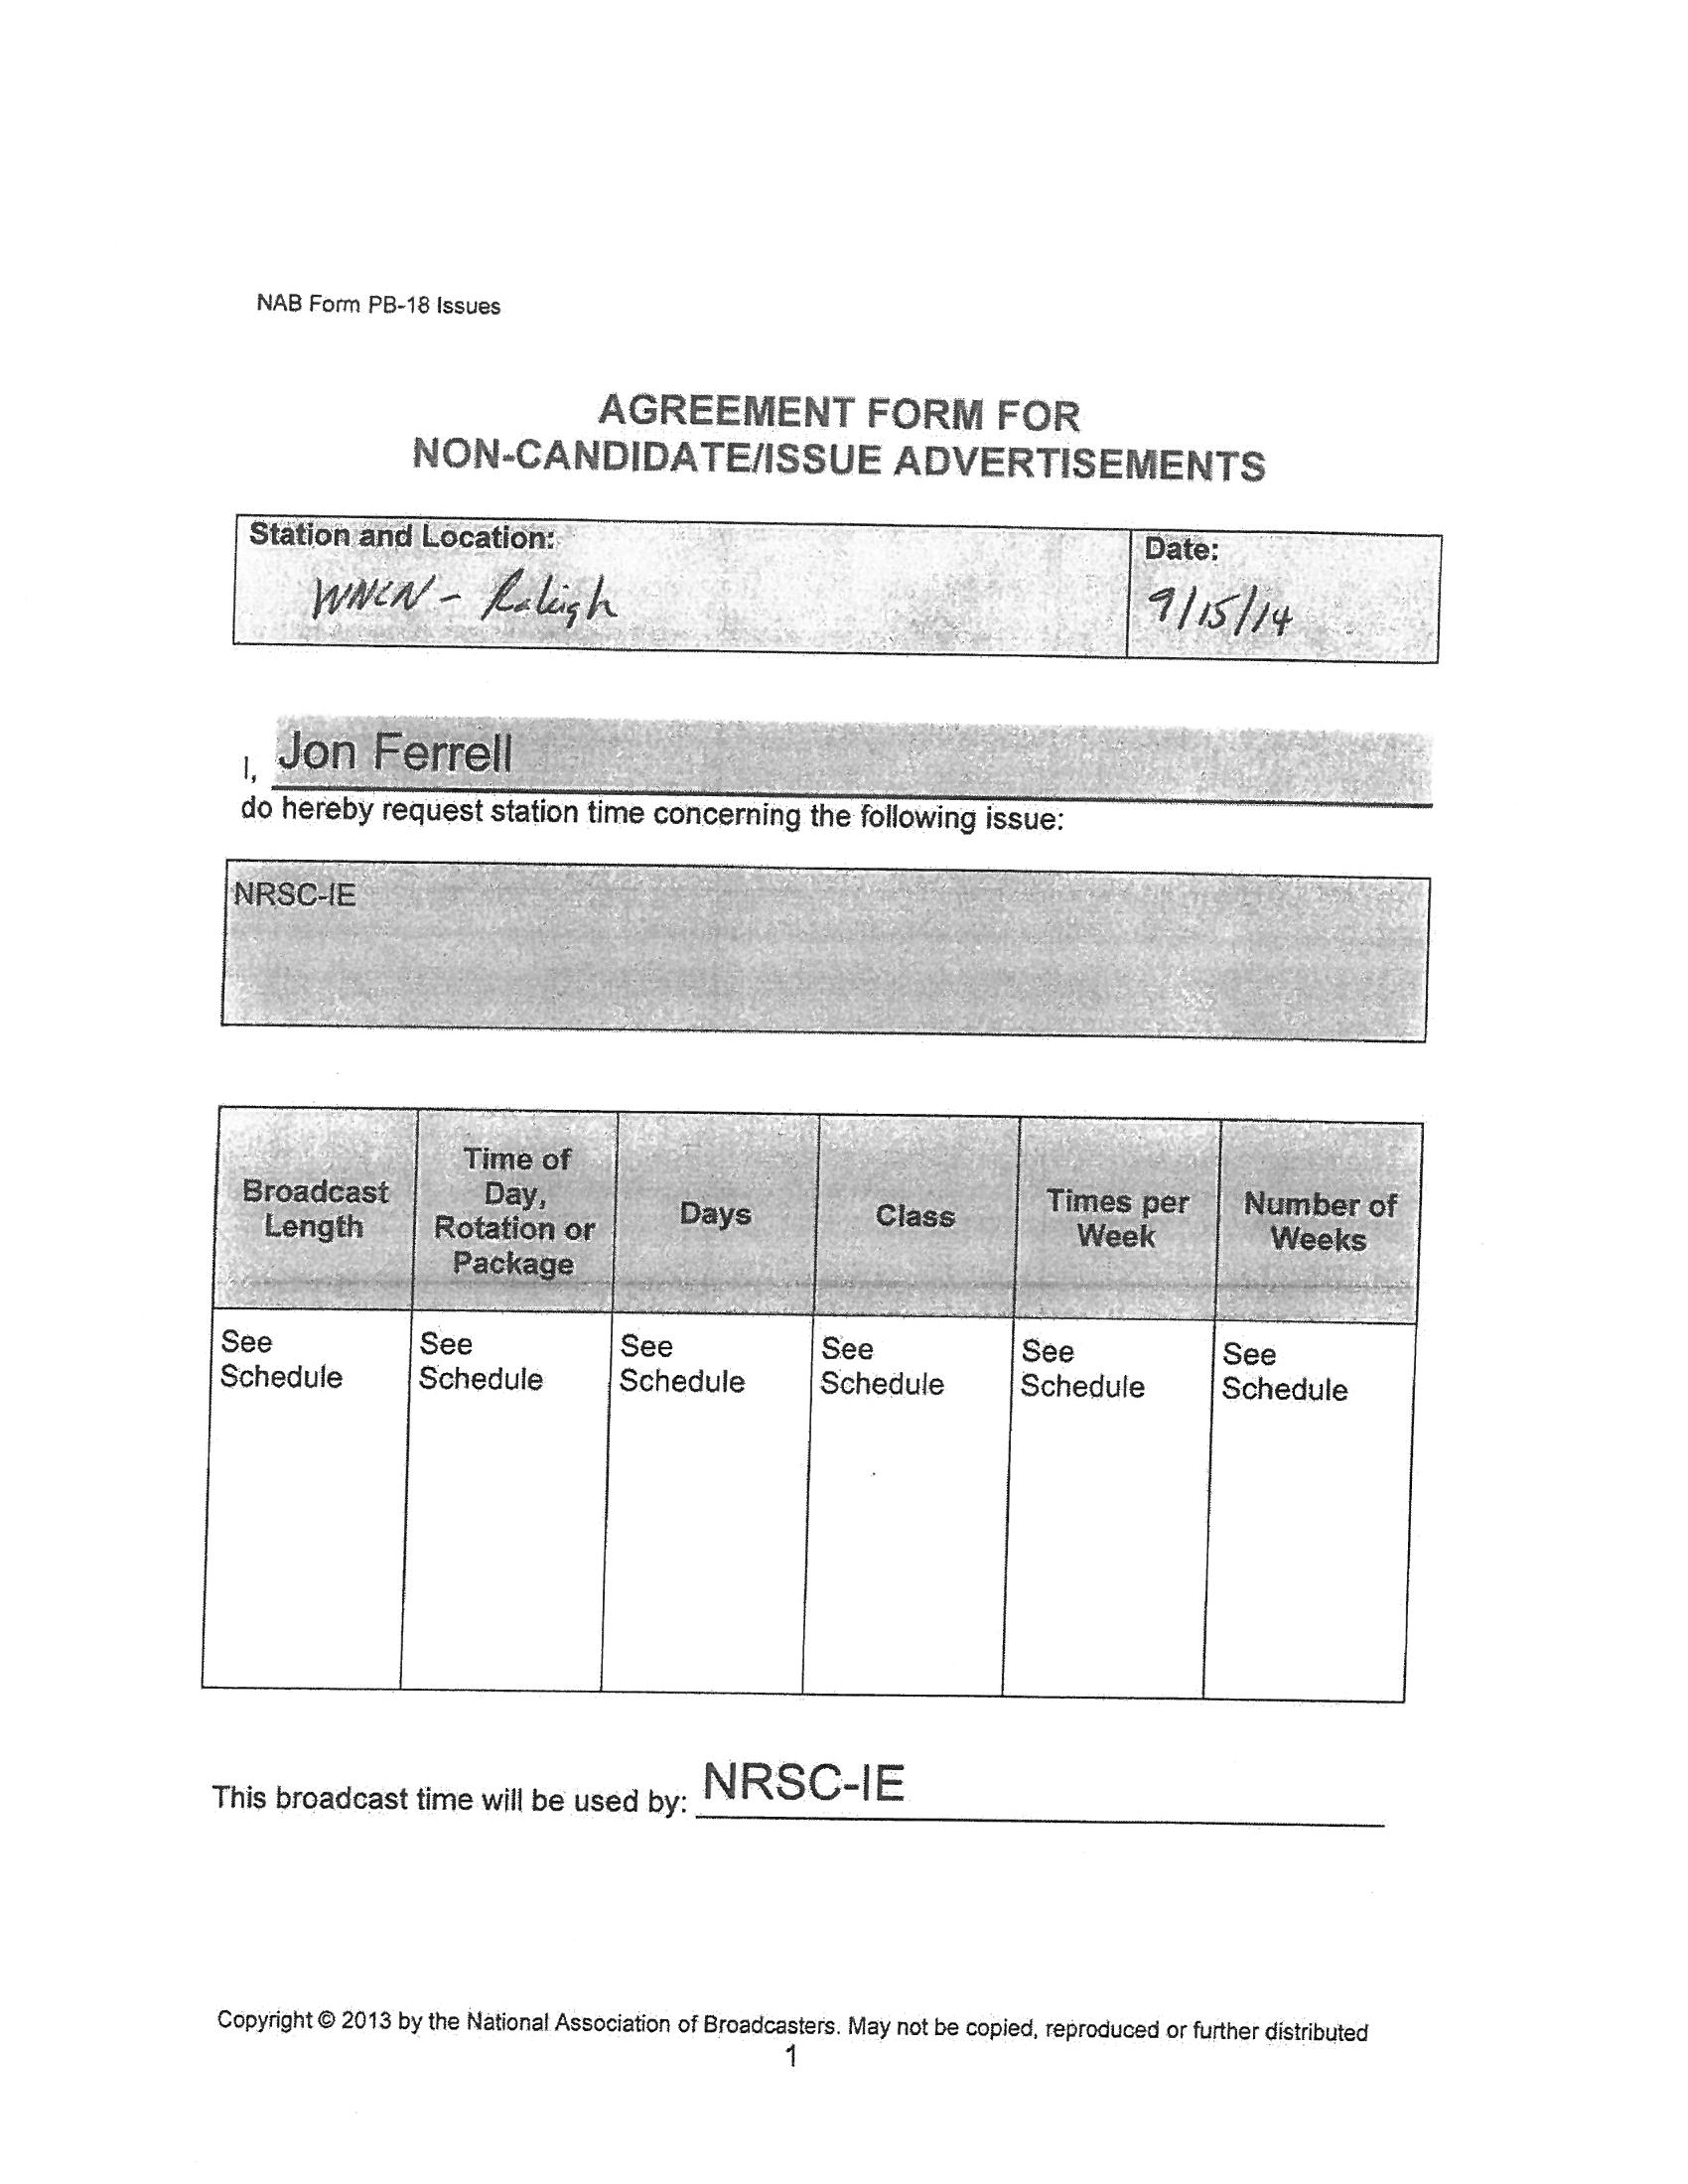 NAB Form PB-18 Issues
AGREEMENT FORM FOR
NON-CANDIDATE/ISSUE ADVERTISEMENTS
Station and Location:
Date:
WNCN - Raleigh
9/15/14
I, Jon Ferrell
do hereby request station time concerning the following issue:
NRSC-IE
Broadcast Length
Time of Day, Rotation or Package
Days
Class
Times per Week
Number of Weeks
See Schedule
See Schedule
See Schedule
See Schedule
See Schedule
See Schedule
This broadcast time will be used by: NRSC-IE
Copyright © 2013 by the National Association of Broadcasters. May not be copied, reproduced or further distributed
1